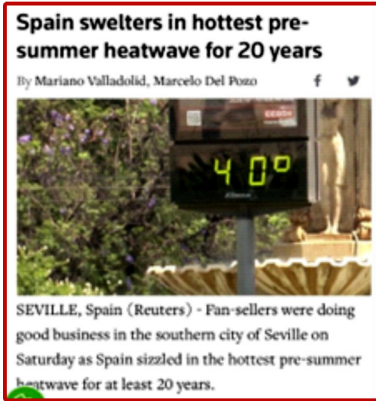 Spain swelters in hottest pre-
summer heatwave for 20 years
By Mariano Valladolid, Marcelo Del Pozo
40°
SEVILLE, Spain (Reuters) - Fan-sellers were doing
good business in the southern city of Seville on
Saturday as Spain sizzled in the hottest pre-summer
heatwave for at least 20 years.